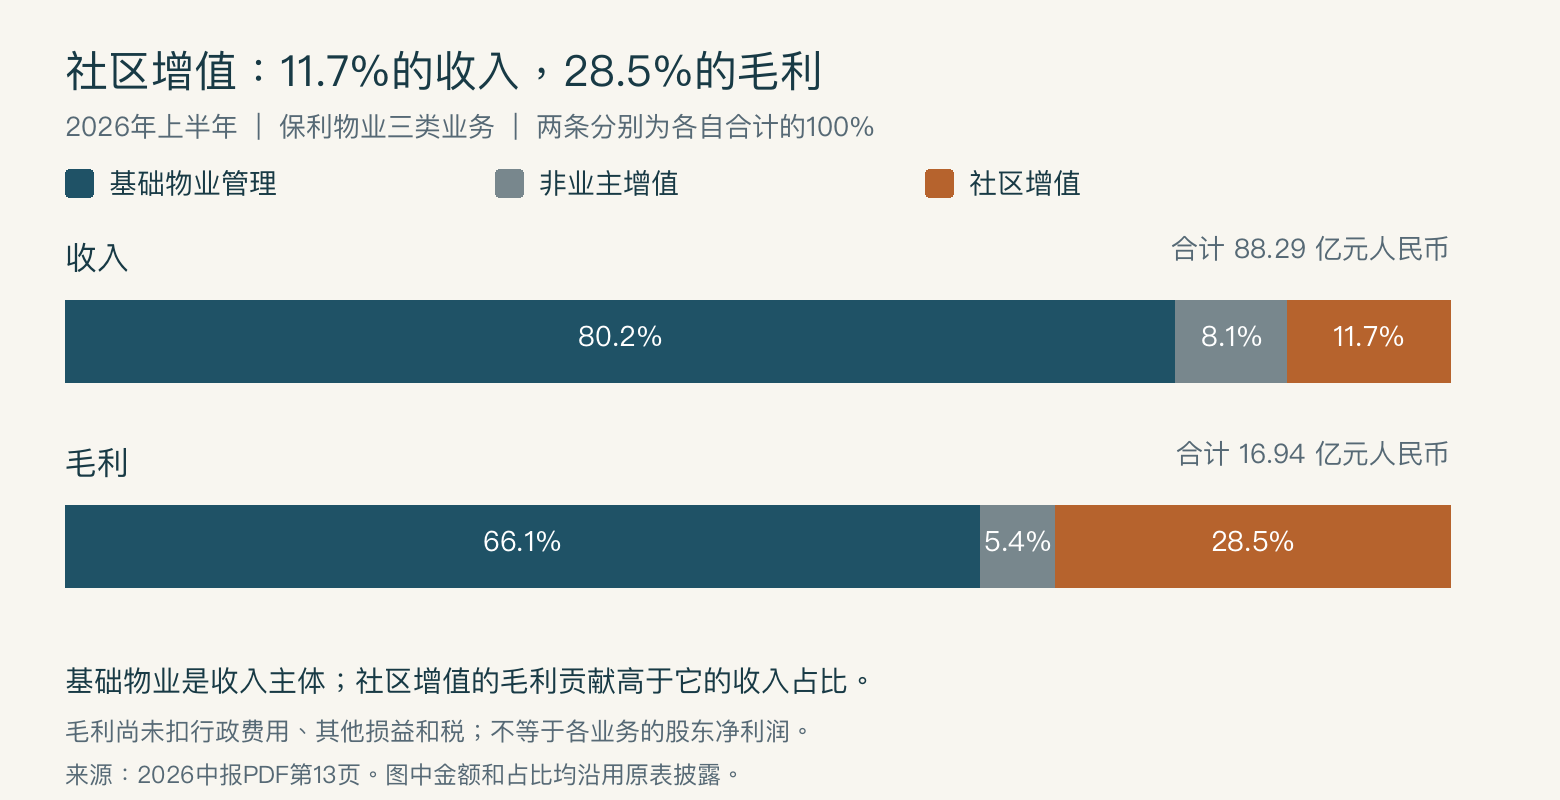 社区增值：11.7%的收入，28.5%的毛利
2026年上半年 ｜ 保利物业三类业务 ｜ 两条分别为各自合计的100%
基础物业管理 非业主增值 社区增值
收入 合计 88.29 亿元人民币
80.2% 8.1% 11.7%
毛利 合计 16.94 亿元人民币
66.1% 5.4% 28.5%
基础物业是收入主体；社区增值的毛利贡献高于它的收入占比。
毛利尚未扣行政费用、其他损益和税；不等于各业务的股东净利润。
来源：2026中报PDF第13页。图中金额和占比均沿用原表披露。